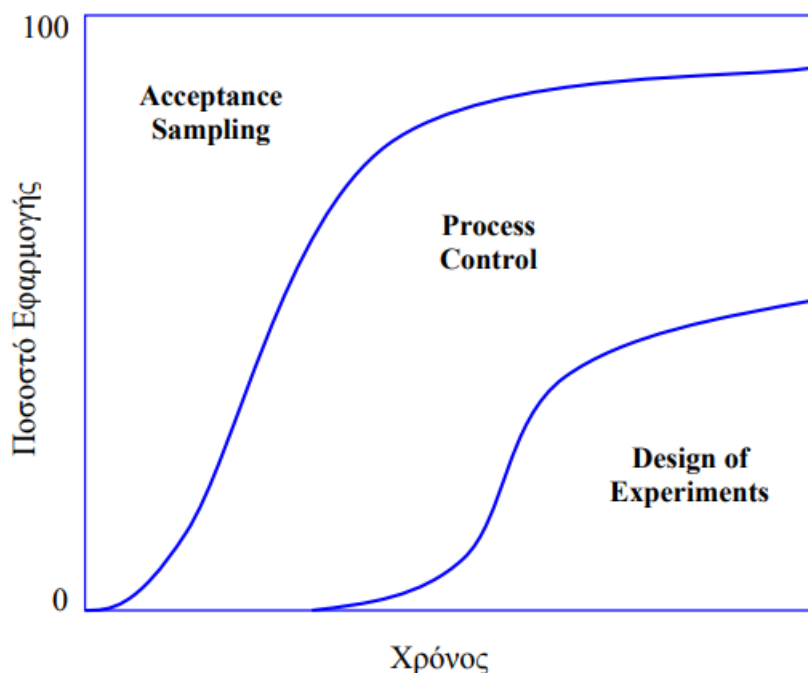 100
Acceptance
Sampling
Process
Control
Ποσοστό Εφαρμογής
Design of
Experiments
0
Χρόνος